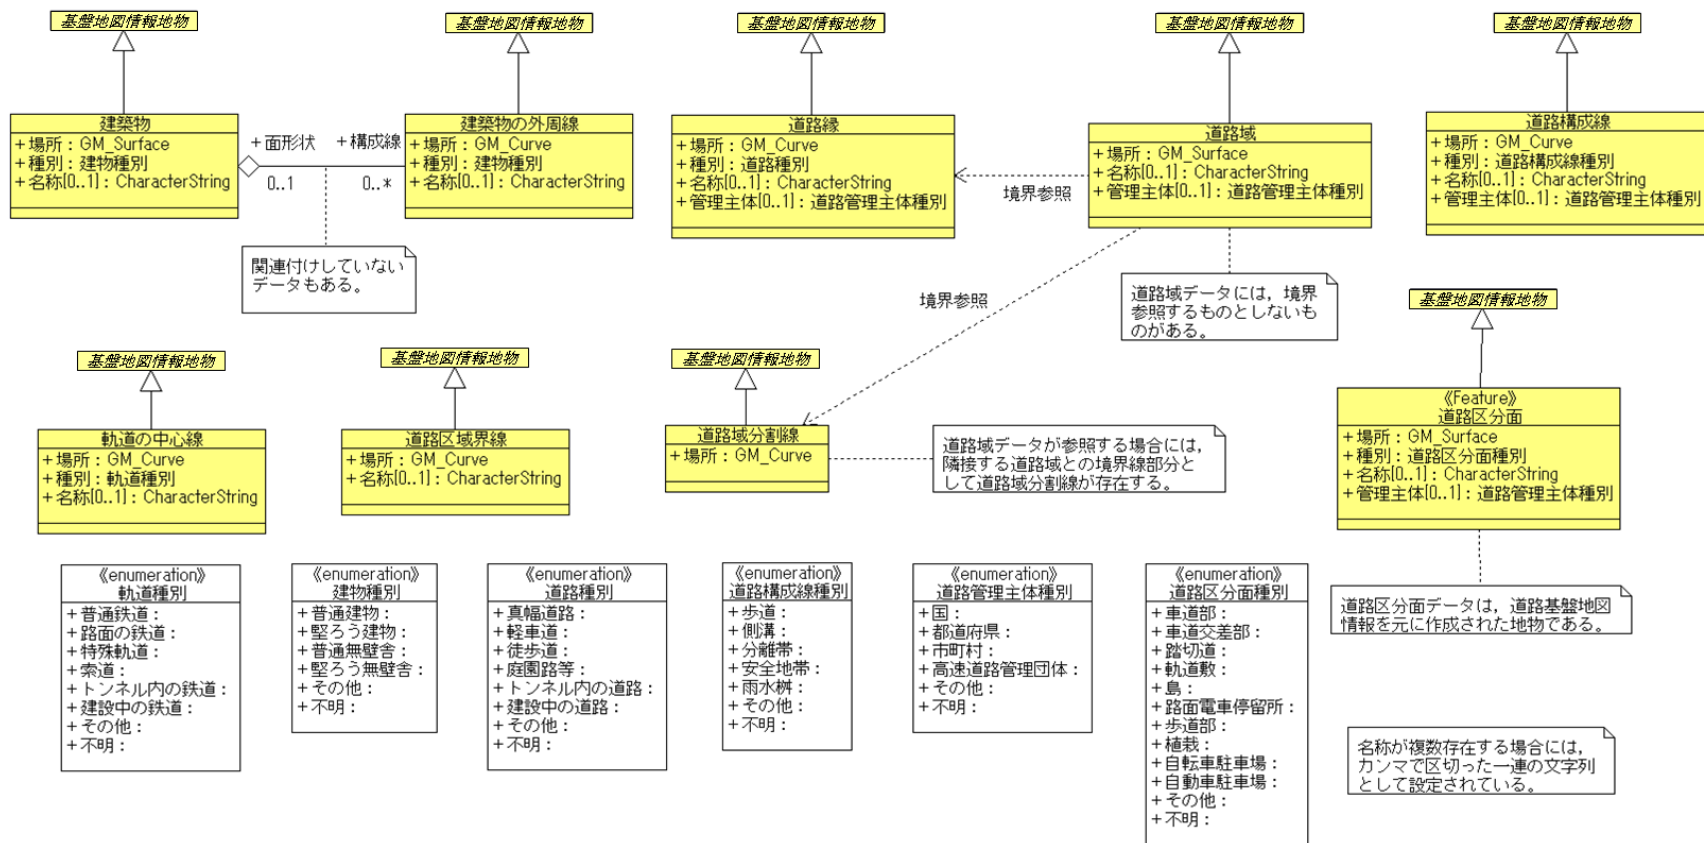 基盤地図情報地物
基盤地図情報地物
基盤地図情報地物
基盤地図情報地物
基盤地図情報地物
建築物
+場所：GM_Surface
+種別：建物種別
+名称[0..1]：CharacterString
+面形状
0..1
+構成線
0..*
建築物の外周線
+場所：GM_Curve
+種別：建物種別
+名称[0..1]：CharacterString
関連付けしていない
データもある。
道路縁
+場所：GM_Curve
+種別：道路種別
+名称[0..1]：CharacterString
+管理主体[0..1]：道路管理主体種別
境界参照
道路域
+場所：GM_Surface
+名称[0..1]：CharacterString
+管理主体[0..1]：道路管理主体種別
道路構成線
+場所：GM_Curve
+種別：道路構成線種別
+名称[0..1]：CharacterString
+管理主体[0..1]：道路管理主体種別
境界参照
道路域データには，境界
参照するものとしないも
のがある。
基盤地図情報地物
基盤地図情報地物
基盤地図情報地物
基盤地図情報地物
軌道の中心線
+場所：GM_Curve
+種別：軌道種別
+名称[0..1]：CharacterString
道路区域界線
+場所：GM_Curve
+名称[0..1]：CharacterString
道路域分割線
+場所：GM_Curve
道路域データが参照する場合には，
隣接する道路域との境界線部分と
して道路域分割線が存在する。
《Feature》
道路区分面
+場所：GM_Surface
+種別：道路区分面種別
+名称[0..1]：CharacterString
+管理主体[0..1]：道路管理主体種別
《enumeration》
軌道種別
+普通鉄道：
+路面の鉄道：
+特殊軌道：
+索道：
+トンネル内の鉄道：
+建設中の鉄道：
+その他：
+不明：
《enumeration》
建物種別
+普通建物：
+堅ろう建物：
+普通無壁舎：
+堅ろう無壁舎：
+その他：
+不明：
《enumeration》
道路種別
+真幅道路：
+軽車道：
+徒歩道：
+庭園路等：
+トンネル内の道路：
+建設中の道路：
+その他：
+不明：
《enumeration》
道路構成線種別
+歩道：
+側溝：
+分離帯：
+安全地帯：
+雨水桝：
+その他：
+不明：
《enumeration》
道路管理主体種別
+国：
+都道府県：
+市町村：
+高速道路管理団体：
+その他：
+不明：
《enumeration》
道路区分面種別
+車道部：
+車道交差部：
+踏切道：
+軌道敷：
+島：
+路面電車停留所：
+歩道部：
+植栽：
+自転車駐車場：
+自動車駐車場：
+その他：
+不明：
道路区分面データは，道路基盤地図
情報を元に作成された地物である。
名称が複数存在する場合には，
カンマで区切った一連の文字列
として設定されている。